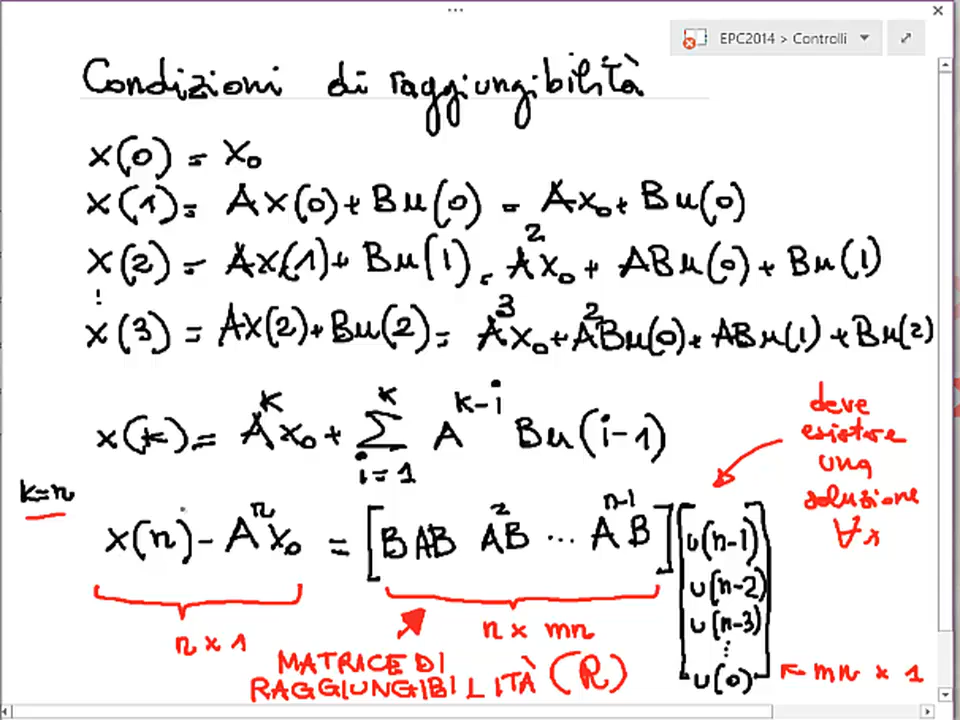 EPC2014 > Controlli
Condizioni di raggiungibilità
x(0) = x₀
x(1) = Ax(0) + Bu(0) = Ax₀ + Bu(0)
x(2) = Ax(1) + Bu(1) = A²x₀ + ABu(0) + Bu(1)
⋮
x(3) = Ax(2) + Bu(2) = A³x₀ + A²Bu(0) + ABu(1) + Bu(2)
x(k) = Aᵏx₀ + ∑ᵢ₌₁ᵏ Aᵏ⁻ⁱ Bu(i-1)
deve
esistere
una
soluzione
∀x
k=n
x(n) - Aⁿx₀ = [B AB A²B ... Aⁿ⁻¹B] [u(n-1)
u(n-2)
u(n-3)
⋮
u(0)]
n x 1
n x mn
mn x 1
MATRICE DI
RAGGIUNGIBILITÀ (R)